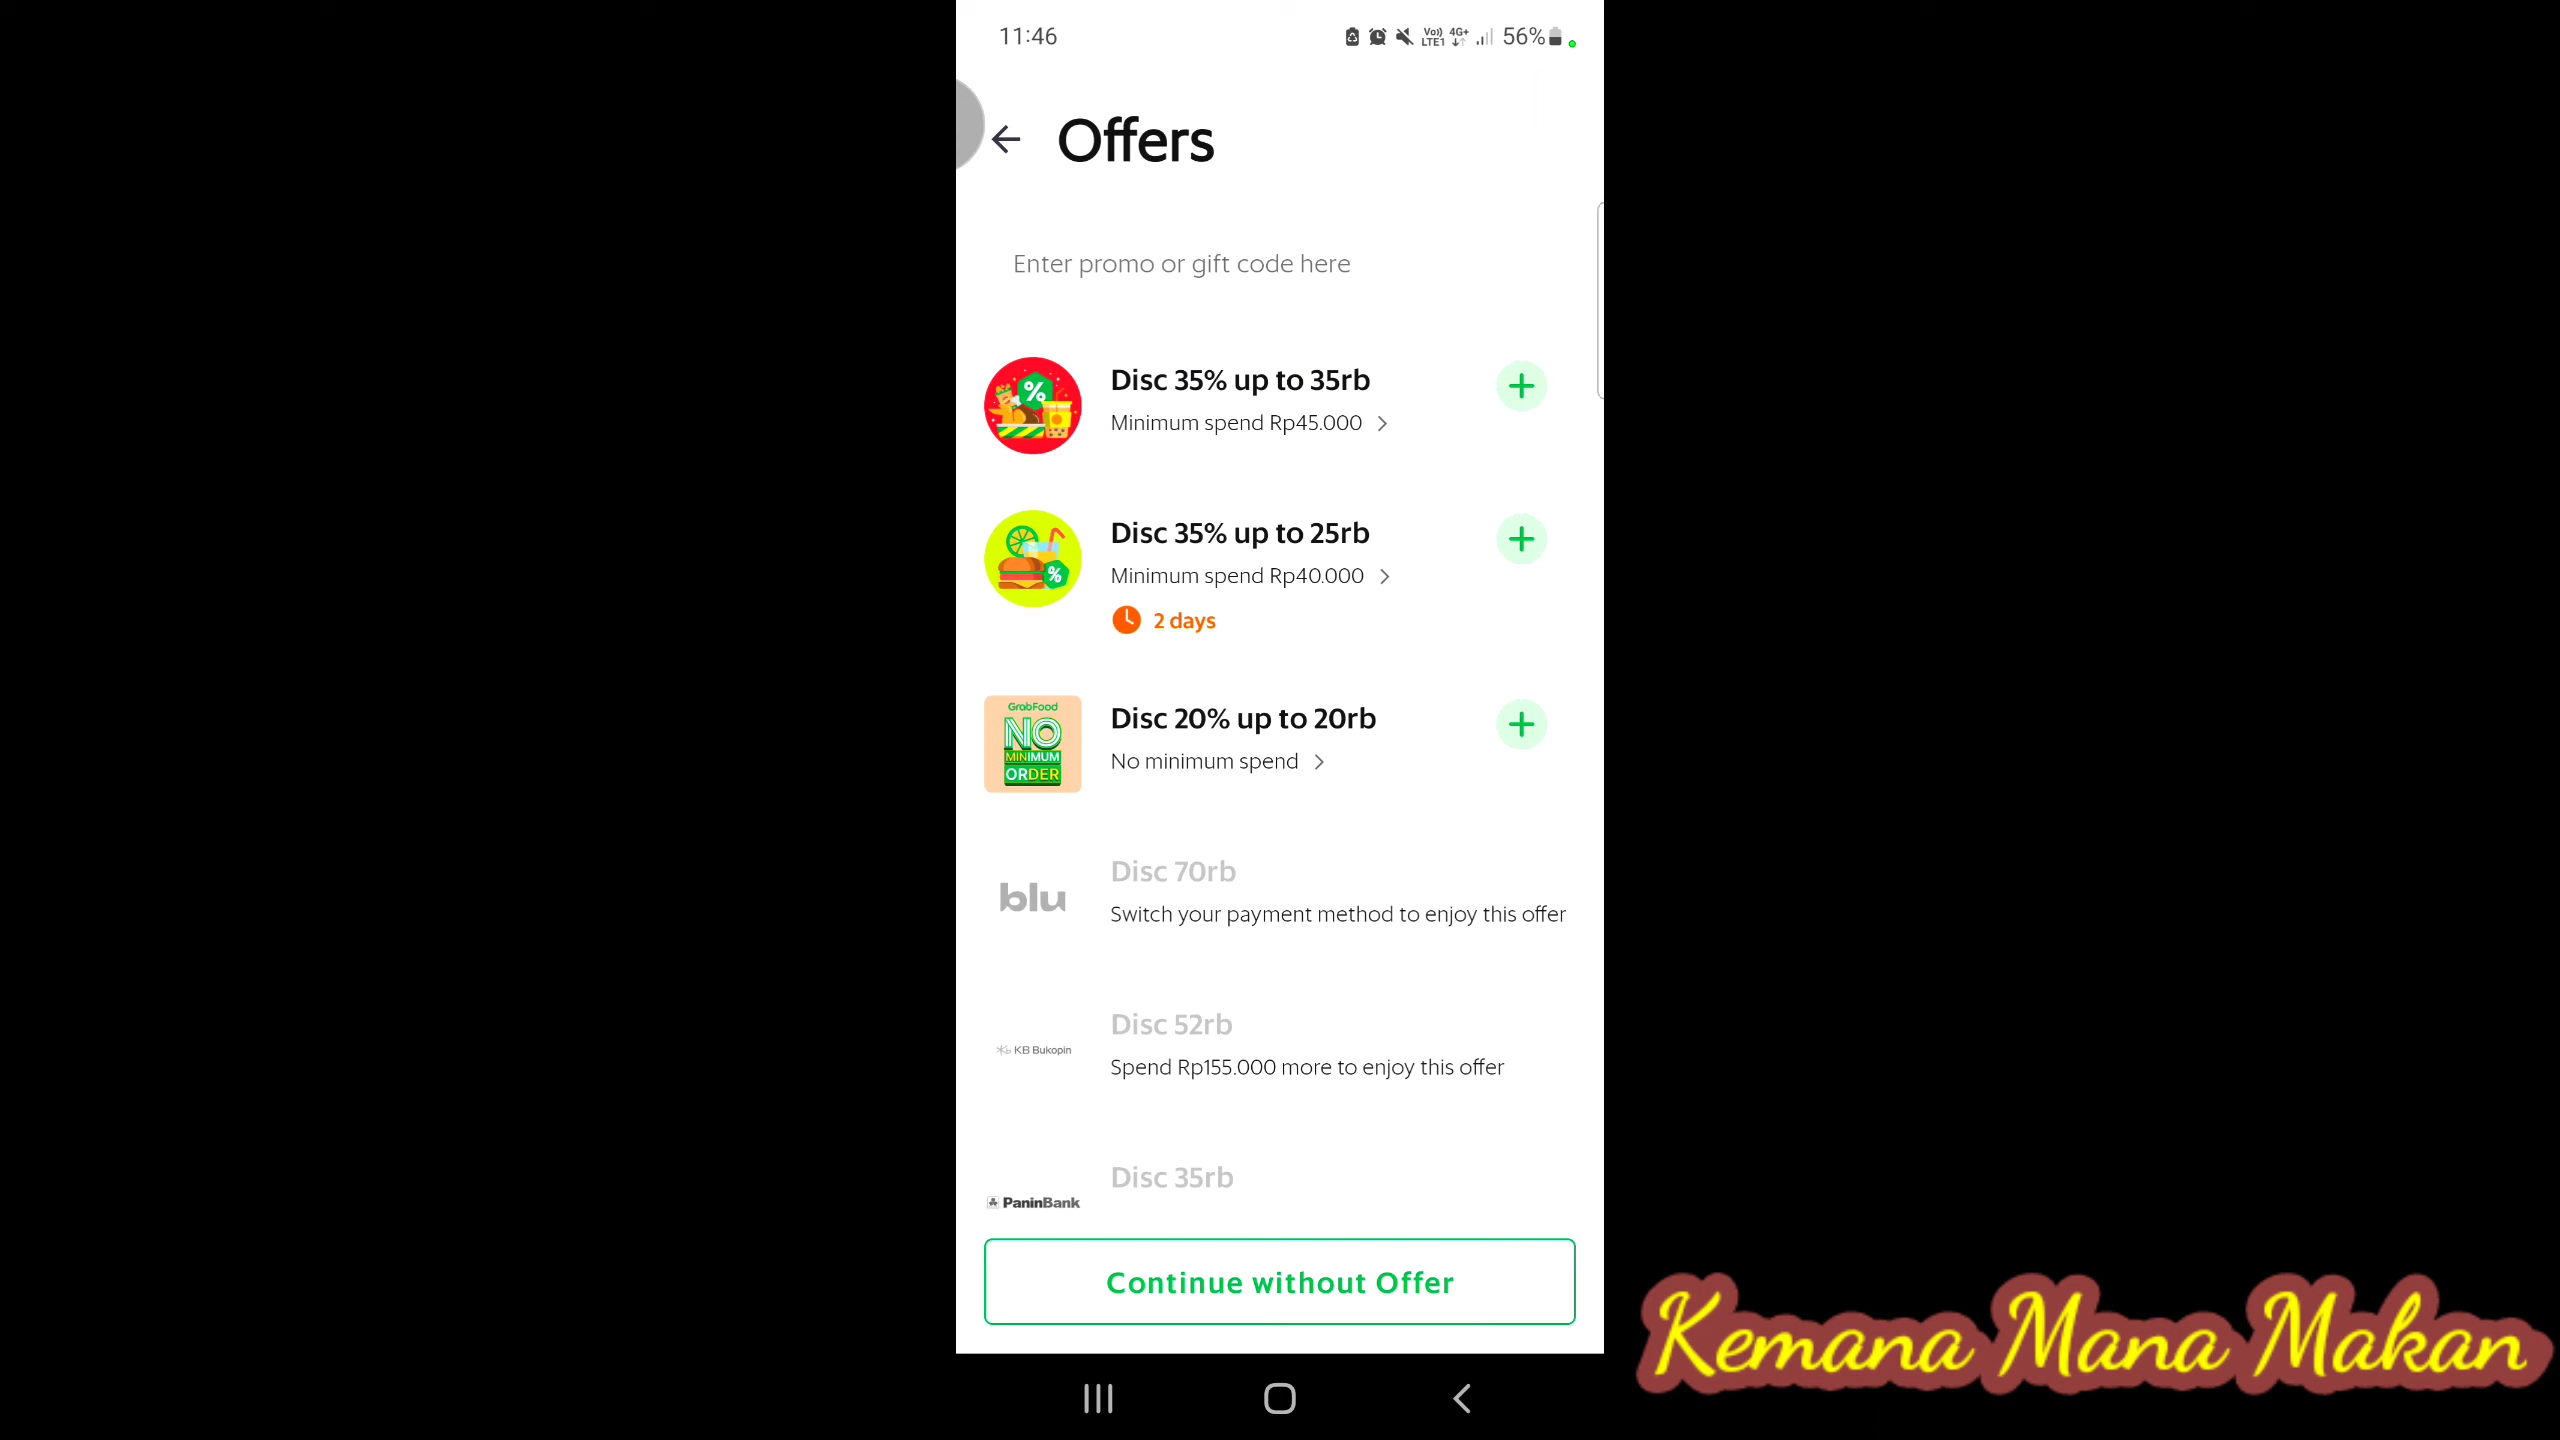 11:46
Vo)) LTE1 4G+ 56%
Offers
Enter promo or gift code here
Disc 35% up to 35rb
Minimum spend Rp45.000
Disc 35% up to 25rb
Minimum spend Rp40.000
2 days
GrabFood
NO
MINIMUM
ORDER
Disc 20% up to 20rb
No minimum spend
blu
Disc 70rb
Switch your payment method to enjoy this offer
KB Bukopin
Disc 52rb
Spend Rp155.000 more to enjoy this offer
PaninBank
Disc 35rb
Continue without Offer
Kemana Mana Makan